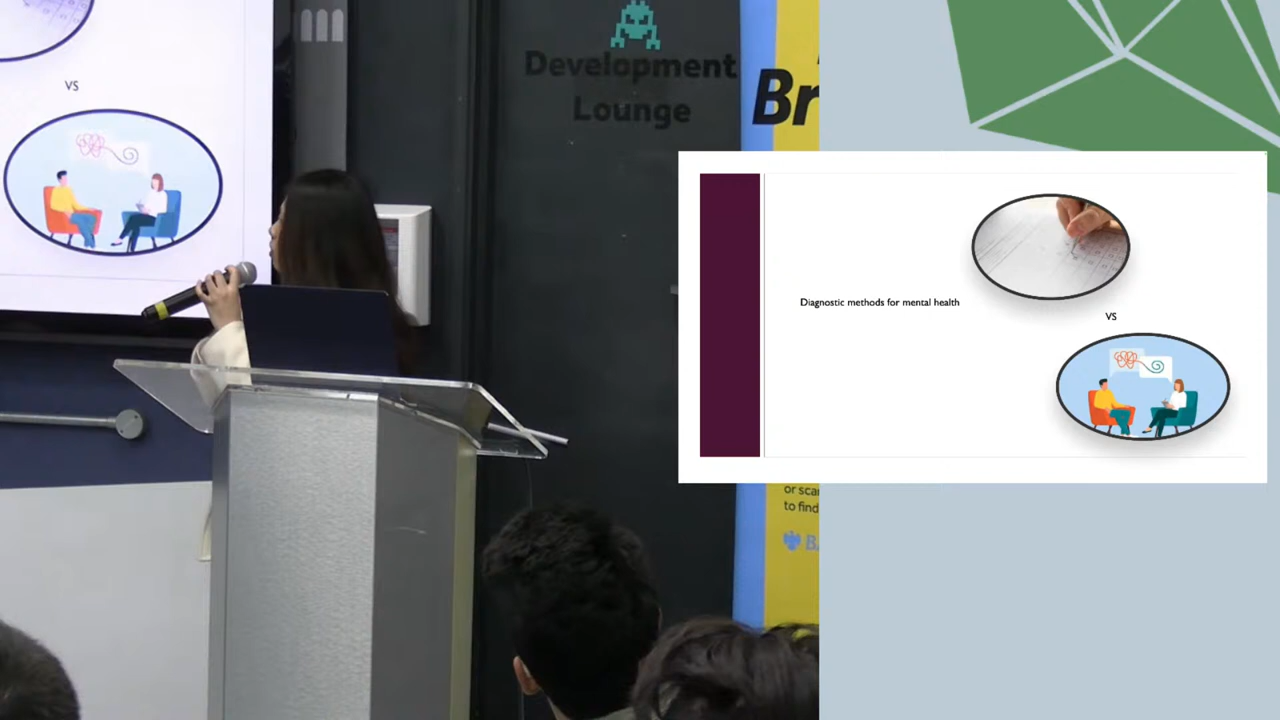 VS
Development
Lounge
Br
Diagnostic methods for mental health
VS
or sca
to find
B